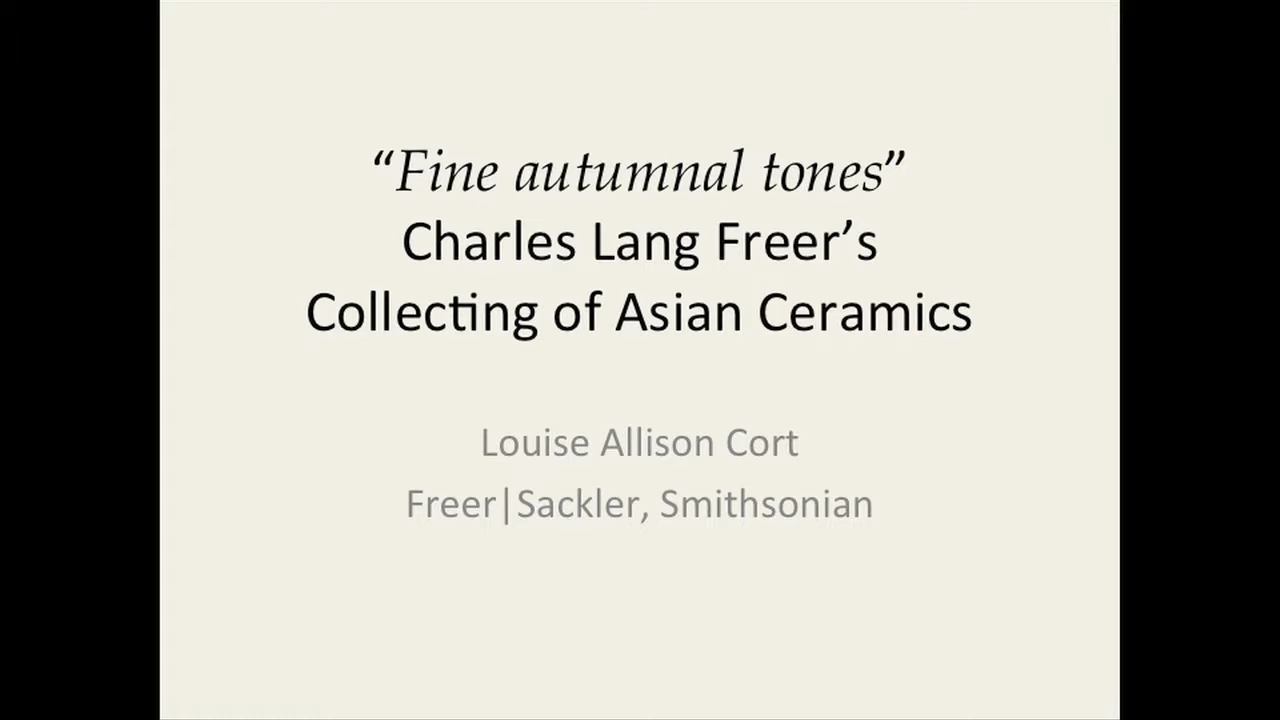 “Fine autumnal tones”
Charles Lang Freer’s
Collecting of Asian Ceramics
Louise Allison Cort
Freer|Sackler, Smithsonian